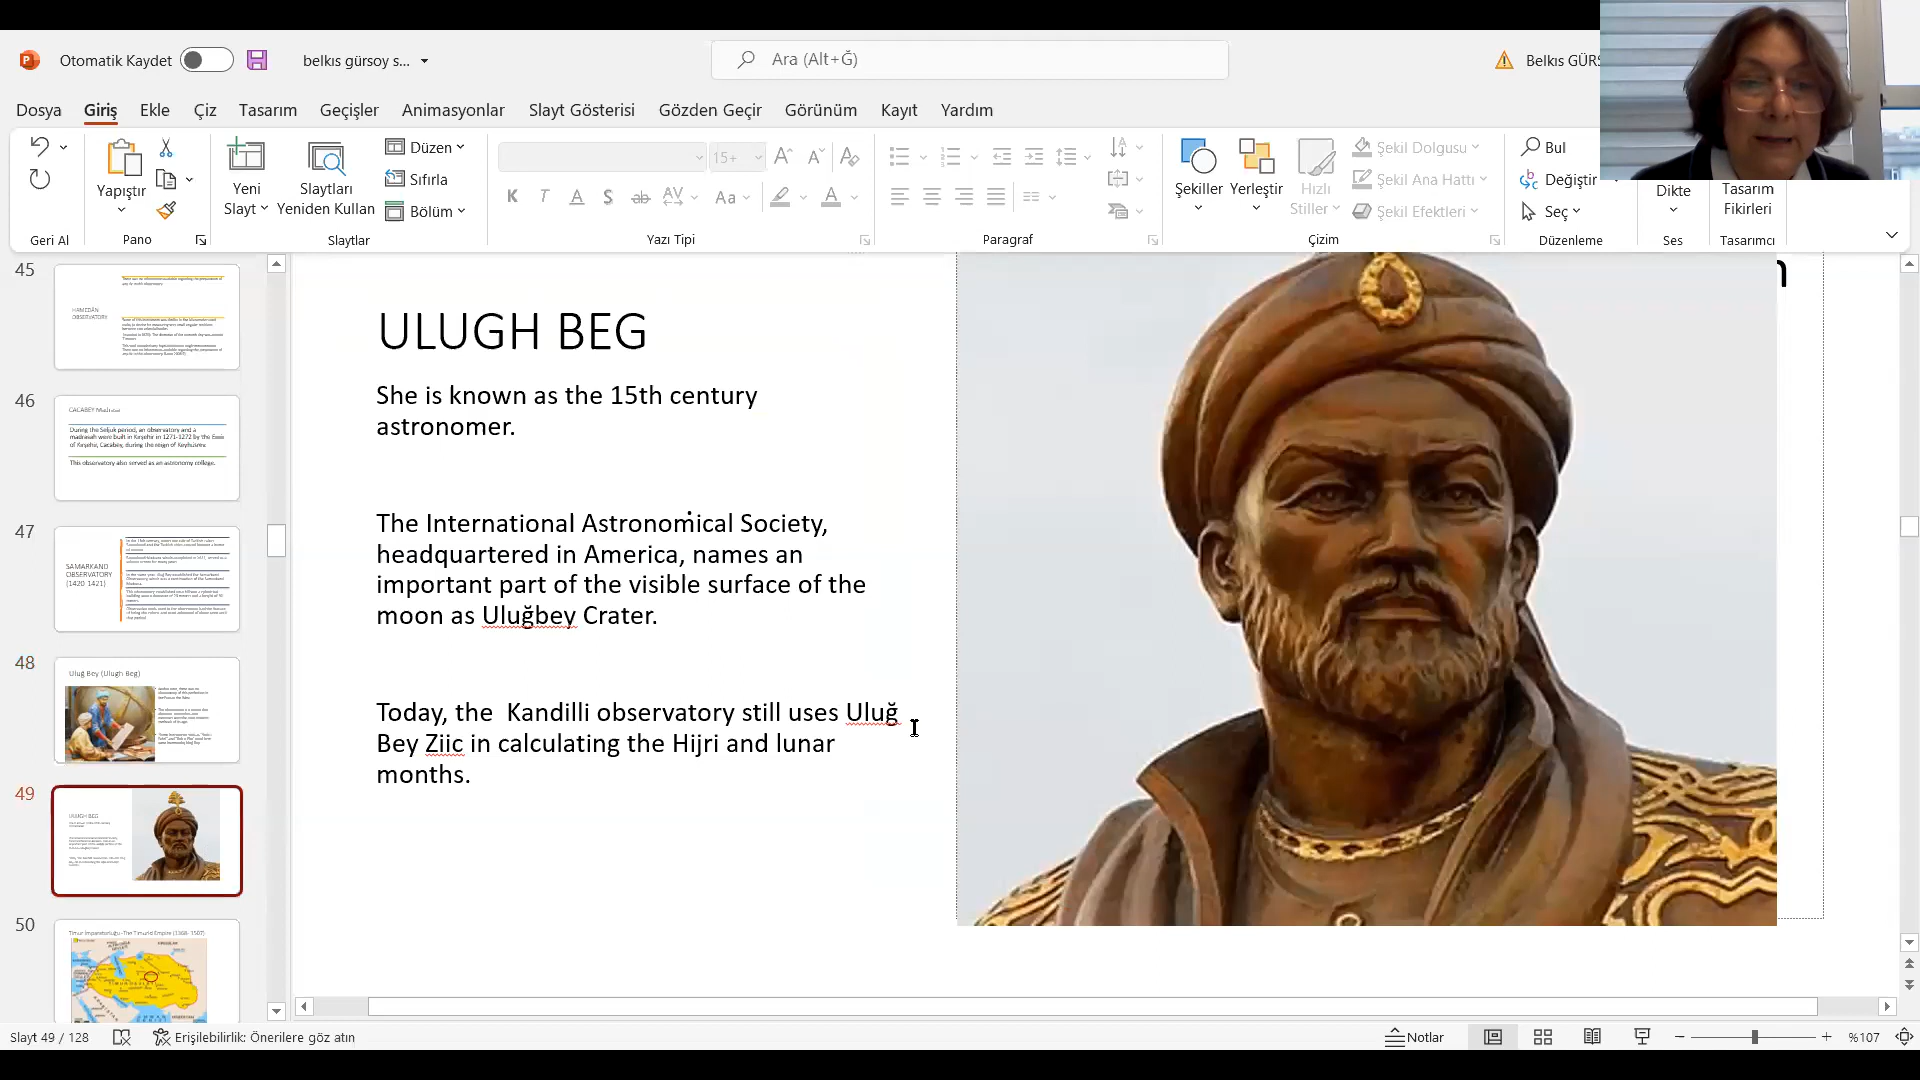 Otomatik Kaydet
belkıs gürsoy s...
Ara (Alt+Ğ)
Belkıs GÜRS
Dosya Giriş Ekle Çiz Tasarım Geçişler Animasyonlar Slayt Gösterisi Gözden Geçir Görünüm Kayıt Yardım
Yapıştır
Yeni
Slayt
Slaytları
Yeniden Kullan
Düzen
Sıfırla
Bölüm
15+
K T A S ab AV Aa A
Şekiller
Yerleştir
Hızlı
Stiller
Şekil Dolgusu
Şekil Ana Hattı
Şekil Efektleri
Bul
Değiştir
Seç
Dikte
Tasarım
Fikirleri
Geri Al Pano Slaytlar Yazı Tipi Paragraf Çizim Düzenleme Ses Tasarımcı
45
HAMEDÂN
OBSERVATORY
46
CACABEY Madrasa
During the Seljuk period, an observatory and a
madrasah were built in Kırşehir in 1271-1272 by the Emir
of Kırşehir, Cacabey, during the reign of Keyhüsrev.
This observatory also served as an astronomy college.
47
SAMARKAND
OBSERVATORY
(1420 1421)
48
Uluğ Bey (Ulugh Beg)
49
ULUGH BEG
50
Timur İmparatorluğu -The Timurid Empire (1368- 1507)
ULUGH BEG
She is known as the 15th century
astronomer.
The International Astronomical Society,
headquartered in America, names an
important part of the visible surface of the
moon as Uluğbey Crater.
Today, the Kandilli observatory still uses Uluğ
Bey Ziic in calculating the Hijri and lunar
months.
Slayt 49 / 128
Erişilebilirlik: Önerilere göz atın
Notlar
%107